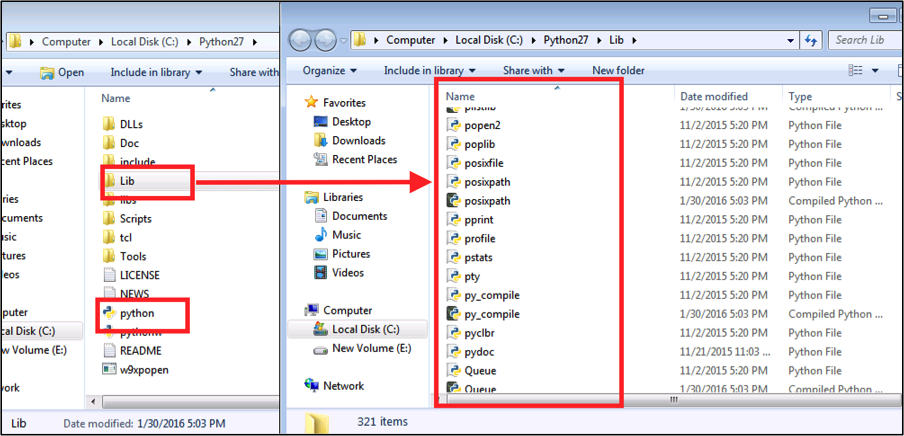 Computer ▸ Local Disk (C:) ▸ Python27 ▸
Open Include in library Share with
rites
sktop
wnloads
cent Places
ries
cuments
usic
tures
deos
mputer
cal Disk (C:)
w Volume (E:)
work
Name
DLLs
Doc
include
Lib
libs
Scripts
tcl
Tools
LICENSE
NEWS
python
pythonw
README
w9xpopen
Lib Date modified: 1/30/2016 5:03 PM
Computer ▸ Local Disk (C:) ▸ Python27 ▸ Lib ▸ Search Lib
Organize Include in library Share with New folder
Favorites
Desktop
Downloads
Recent Places
Libraries
Documents
Music
Pictures
Videos
Computer
Local Disk (C:)
New Volume (E:)
Network
Name Date modified Type S
plistlib 1/30/2016 5:03 PM Compiled Python ...
popen2 11/2/2015 5:20 PM Python File
poplib 11/2/2015 5:20 PM Python File
posixfile 11/2/2015 5:20 PM Python File
posixpath 11/2/2015 5:20 PM Python File
posixpath 1/30/2016 5:03 PM Compiled Python ...
pprint 11/2/2015 5:20 PM Python File
profile 11/2/2015 5:20 PM Python File
pstats 11/2/2015 5:20 PM Python File
pty 11/2/2015 5:20 PM Python File
py_compile 11/2/2015 5:20 PM Python File
py_compile 1/30/2016 5:03 PM Compiled Python ...
pyclbr 11/2/2015 5:20 PM Python File
pydoc 11/21/2015 11:03 ... Python File
Queue 11/2/2015 5:20 PM Python File
Queue 1/30/2016 5:03 PM Compiled Python ...
321 items